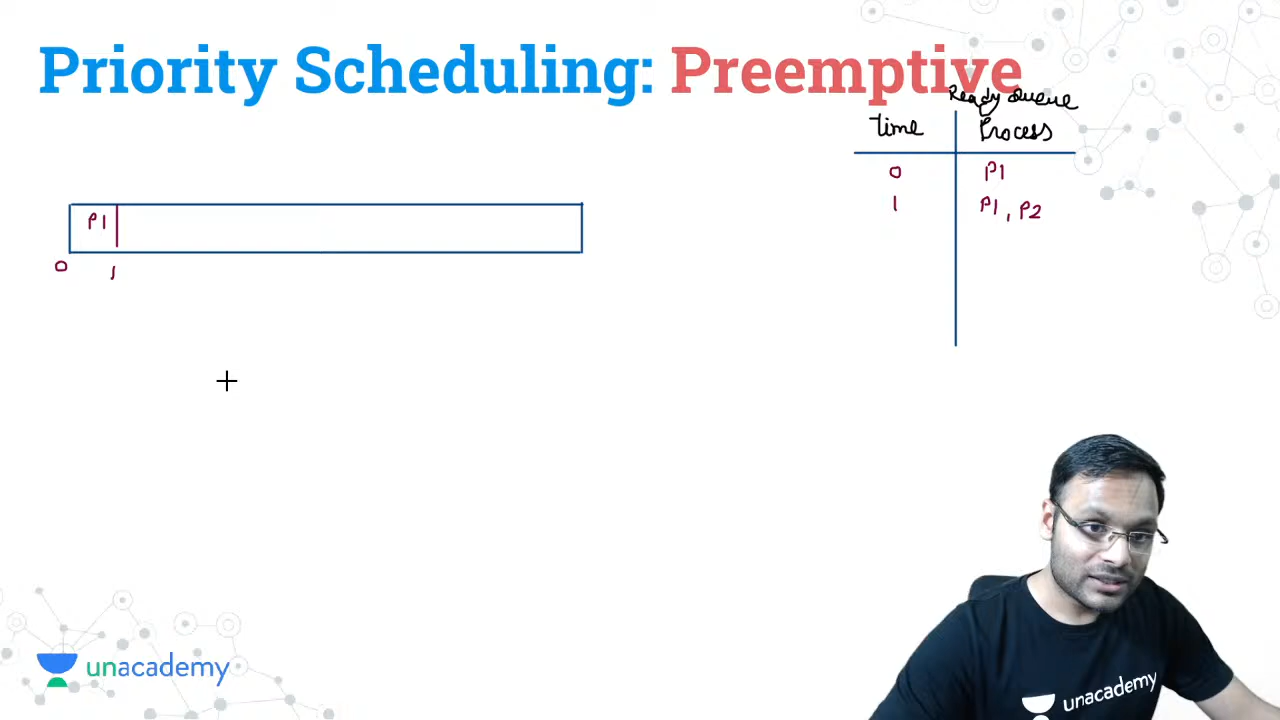 Priority Scheduling: Preemptive
Ready Queue
Time Process
0 P1
1 P1, P2
P1
0 1
unacademy
unacademy